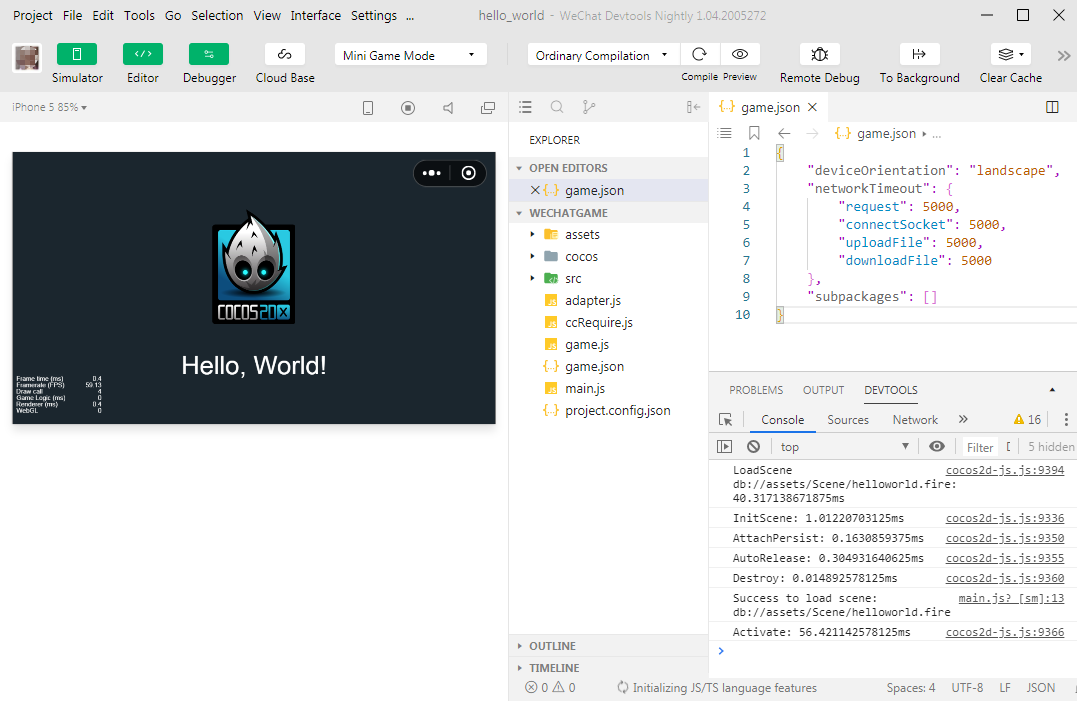 Project File Edit Tools Go Selection View Interface Settings ... hello_world - WeChat Devtools Nightly 1.04.2005272
Simulator Editor Debugger Cloud Base Mini Game Mode Ordinary Compilation Compile Preview Remote Debug To Background Clear Cache
iPhone 5 85%
COCOS2DX
Hello, World!
Frame time (ms) 0.4
Framerate (FPS) 59.13
Draw call 4
Game Logic (ms) 0
Renderer (ms) 0.4
WebGL 0
EXPLORER
OPEN EDITORS
game.json
WECHATGAME
assets
cocos
src
adapter.js
ccRequire.js
game.js
game.json
main.js
project.config.json
OUTLINE
TIMELINE
game.json
game.json ...
1 {
2 "deviceOrientation": "landscape",
3 "networkTimeout": {
4 "request": 5000,
5 "connectSocket": 5000,
6 "uploadFile": 5000,
7 "downloadFile": 5000
8 },
9 "subpackages": []
10 }
PROBLEMS OUTPUT DEVTOOLS
Console Sources Network 16
top Filter [ 5 hidden
LoadScene cocos2d-js.js:9394
db://assets/Scene/helloworld.fire:
40.317138671875ms
InitScene: 1.01220703125ms cocos2d-js.js:9336
AttachPersist: 0.1630859375ms cocos2d-js.js:9350
AutoRelease: 0.304931640625ms cocos2d-js.js:9355
Destroy: 0.014892578125ms cocos2d-js.js:9360
Success to load scene: main.js? [sm]:13
db://assets/Scene/helloworld.fire
Activate: 56.421142578125ms cocos2d-js.js:9366
0 0 Initializing JS/TS language features Spaces: 4 UTF-8 LF JSON